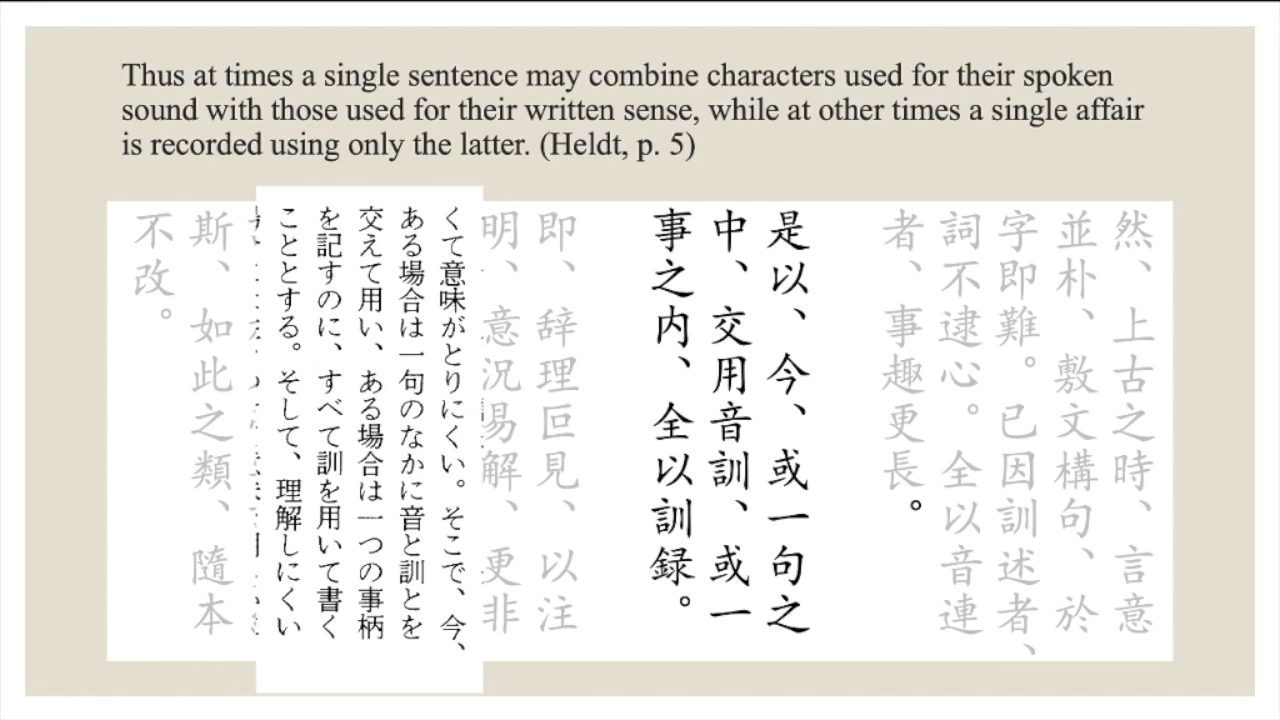 Thus at times a single sentence may combine characters used for their spoken
sound with those used for their written sense, while at other times a single affair
is recorded using only the latter. (Heldt, p. 5)
然、上古之時、言意
並朴、敷文構句、於
字即難。已因訓述者、
詞不逮心。全以音連
者、事趣更長。
是以、今、或一句之
中、交用音訓、或一
事之内、全以訓録。
即、辞理叵見、以注
明、意況易解、更非
くて意味がとりにくい。そこで、今、
ある場合は一句のなかに音と訓とを
交えて用い、ある場合は一つの事柄
を記すのに、すべて訓を用いて書く
こととする。そして、理解しにくい
斯、如此之類、隨本
不改。